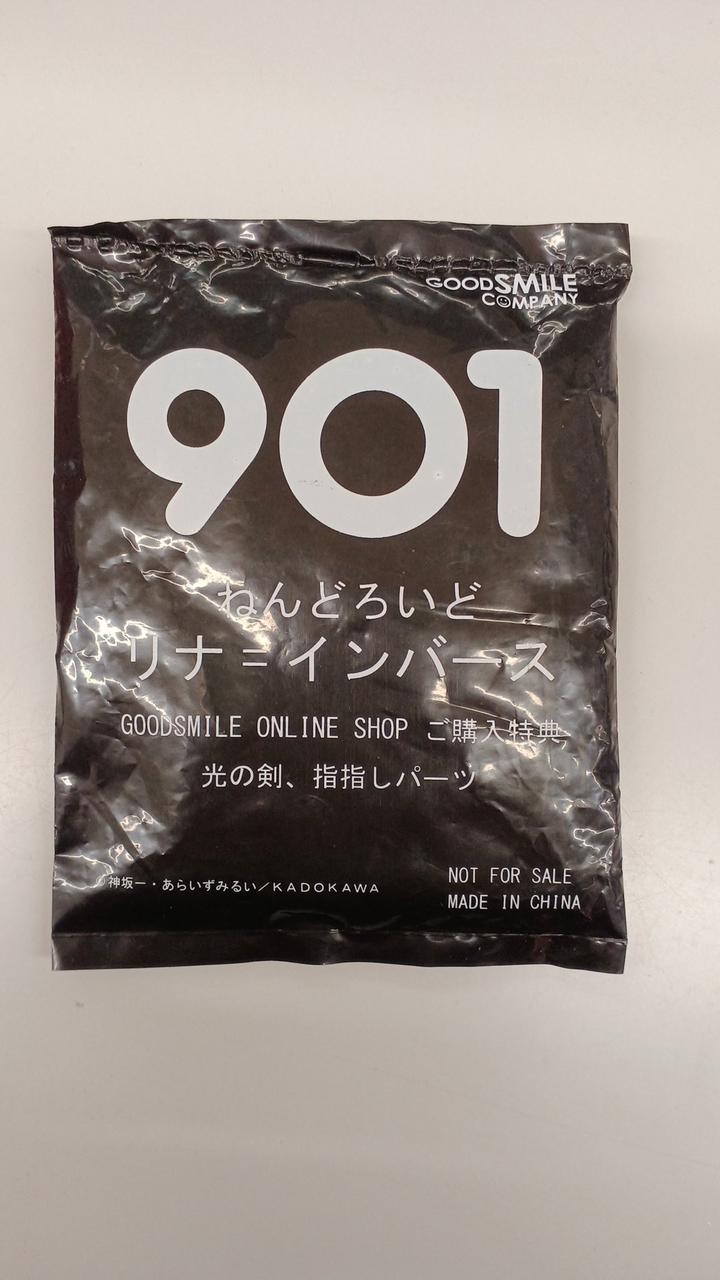 GOODSMILE
COMPANY
901
ねんどろいど
リナ=インバース
GOODSMILE ONLINE SHOP ご購入特典
光の剣、指指しパーツ
©神坂一・あらいずみるい／KADOKAWA
NOT FOR SALE
MADE IN CHINA